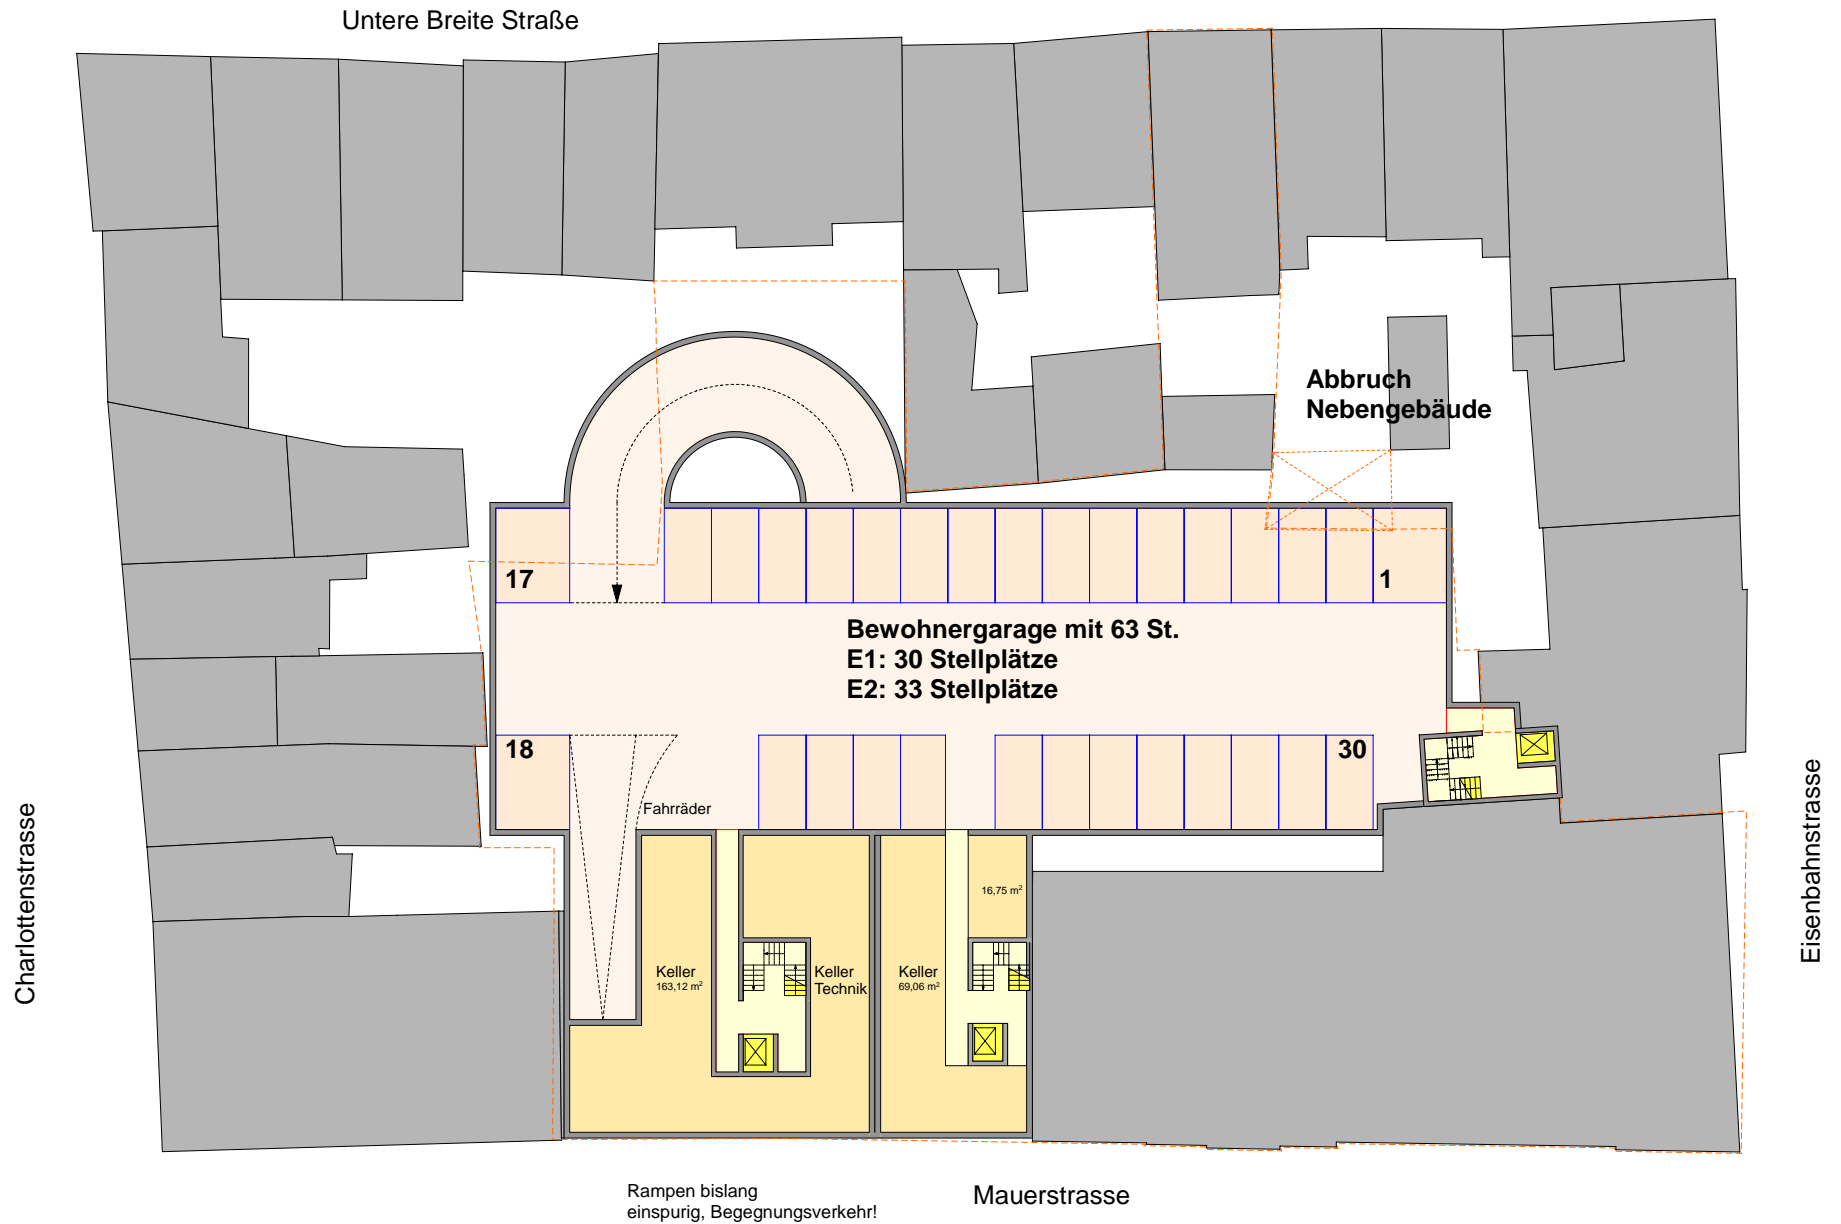 Untere Breite Straße
Abbruch
Nebengebäude
17
1
Bewohnergarage mit 63 St.
E1: 30 Stellplätze
E2: 33 Stellplätze
18
30
Fahrräder
Charlottenstrasse
Eisenbahnstrasse
16,75 m²
Keller
163,12 m²
Keller
Technik
Keller
69,06 m²
Rampen bislang
einspurig, Begegnungsverkehr!
Mauerstrasse